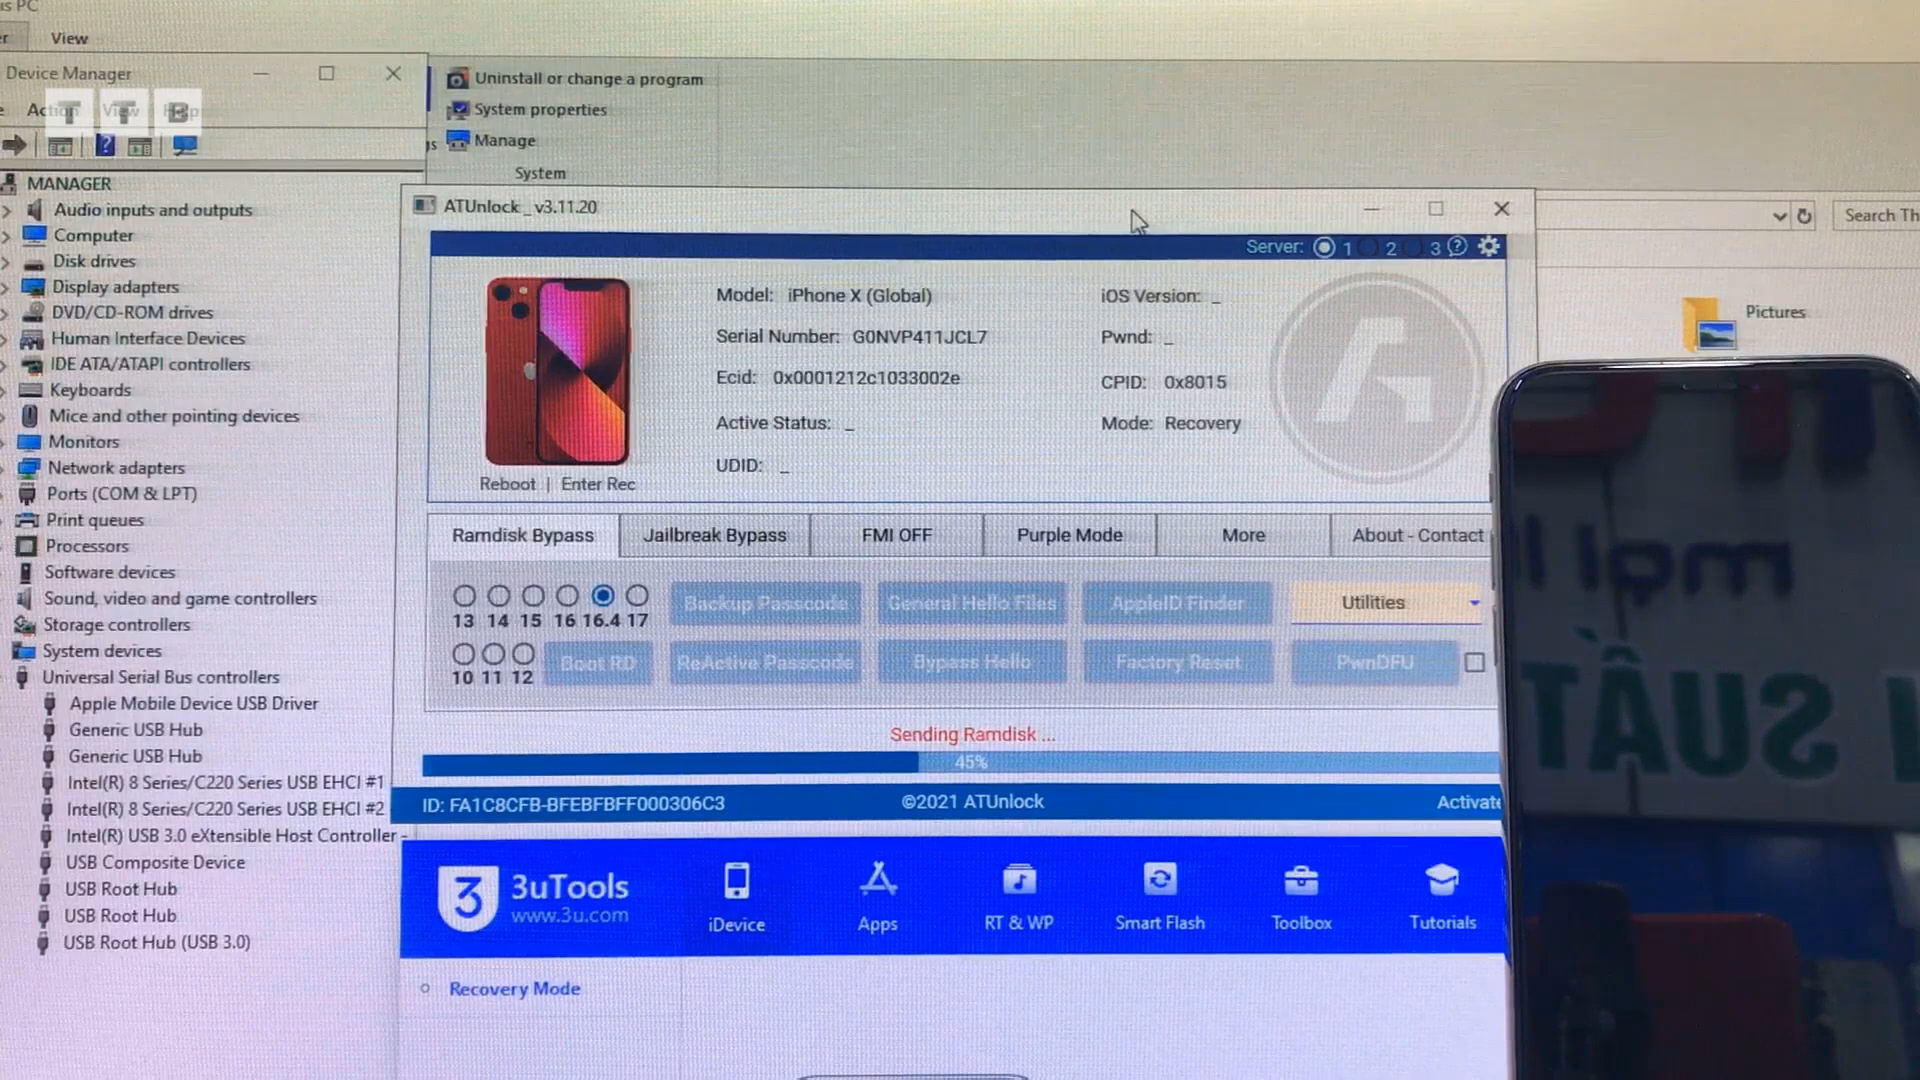 is PC
View
Device Manager
Action View Help
T T B
Uninstall or change a program
System properties
Manage
System
MANAGER
Audio inputs and outputs
Computer
Disk drives
Display adapters
DVD/CD-ROM drives
Human Interface Devices
IDE ATA/ATAPI controllers
Keyboards
Mice and other pointing devices
Monitors
Network adapters
Ports (COM & LPT)
Print queues
Processors
Software devices
Sound, video and game controllers
Storage controllers
System devices
Universal Serial Bus controllers
Apple Mobile Device USB Driver
Generic USB Hub
Generic USB Hub
Intel(R) 8 Series/C220 Series USB EHCI #1
Intel(R) 8 Series/C220 Series USB EHCI #2
Intel(R) USB 3.0 eXtensible Host Controller -
USB Composite Device
USB Root Hub
USB Root Hub
USB Root Hub (USB 3.0)
ATUnlock _ v3.11.20
Server: 1 2 3
Model: iPhone X (Global)
Serial Number: G0NVP411JCL7
Ecid: 0x0001212c1033002e
Active Status: _
UDID: _
iOS Version: _
Pwnd: _
CPID: 0x8015
Mode: Recovery
Reboot | Enter Rec
Ramdisk Bypass Jailbreak Bypass FMI OFF Purple Mode More About - Contact
13 14 15 16 16.4 17
Backup Passcode General Hello Files AppleID Finder Utilities
10 11 12
Boot RD ReActive Passcode Bypass Hello Factory Reset PwnDFU
Sending Ramdisk ...
45%
ID: FA1C8CFB-BFEBFBFF000306C3 ©2021 ATUnlock Activate
3 3uTools
www.3u.com
iDevice Apps RT & WP Smart Flash Toolbox Tutorials
Recovery Mode
Search Th
Pictures
mọi
SUẤT